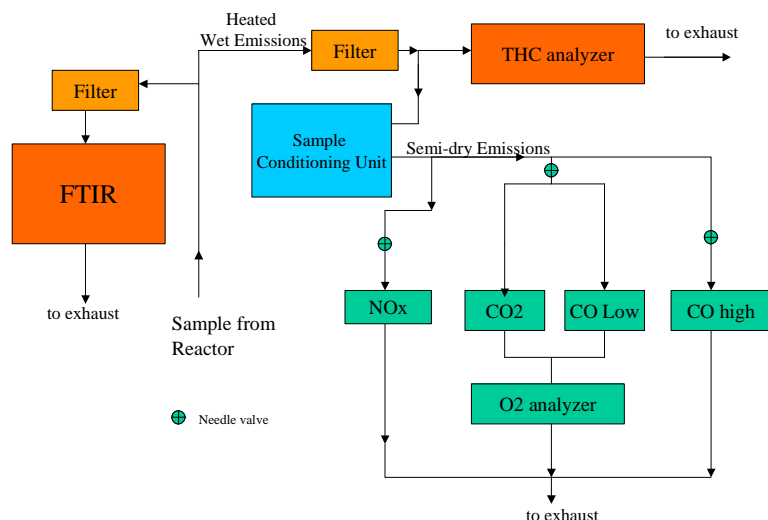 Heated
Wet Emissions
to exhaust
Filter
THC analyzer
Filter
Sample
Conditioning Unit
Semi-dry Emissions
FTIR
to exhaust
Sample from
Reactor
NOx
CO2
CO Low
CO high
O2 analyzer
Needle valve
to exhaust